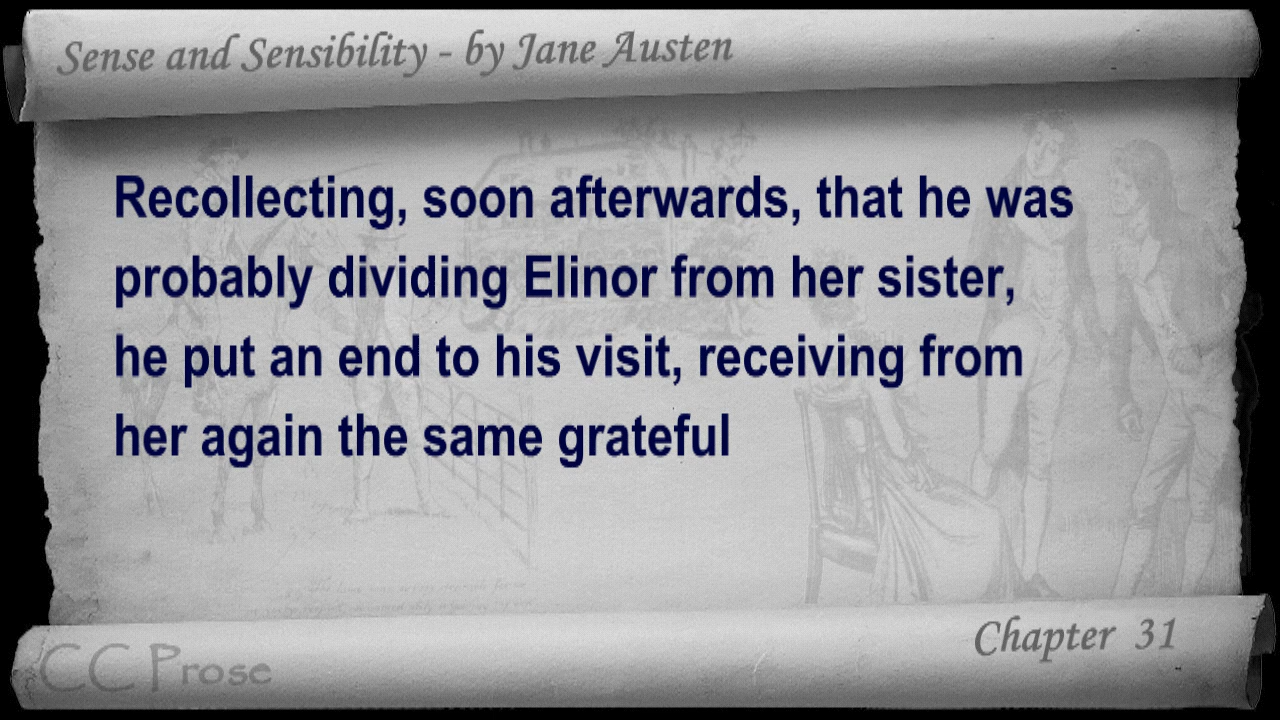 Sense and Sensibility - by Jane Austen
Recollecting, soon afterwards, that he was
probably dividing Elinor from her sister,
he put an end to his visit, receiving from
her again the same grateful
Chapter 31
CC Prose